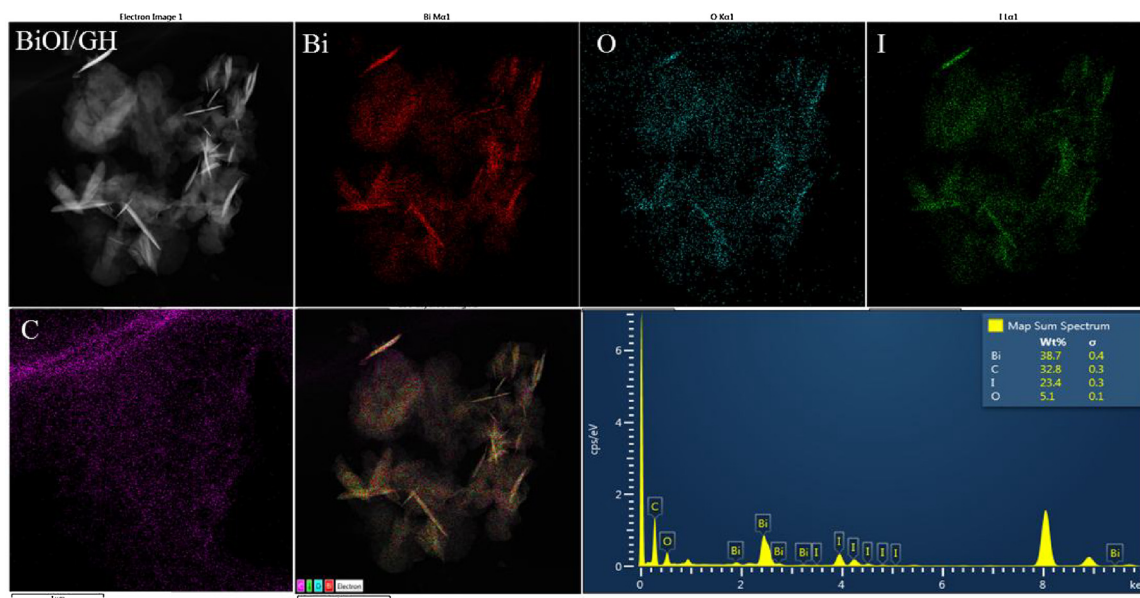 Electron Image 1
Bi Mα1
O Kα1
I Lα1
BiOI/GH
Bi
O
I
C
Map Sum Spectrum
Wt% σ
Bi 38.7 0.4
C 32.8 0.3
I 23.4 0.3
O 5.1 0.1
6
4
2
0
cps/eV
C
O
Bi
Bi
Bi
Bi
I
I
I
I
I
I
Bi
0 2 4 6 8 ke
C I O Bi Electron